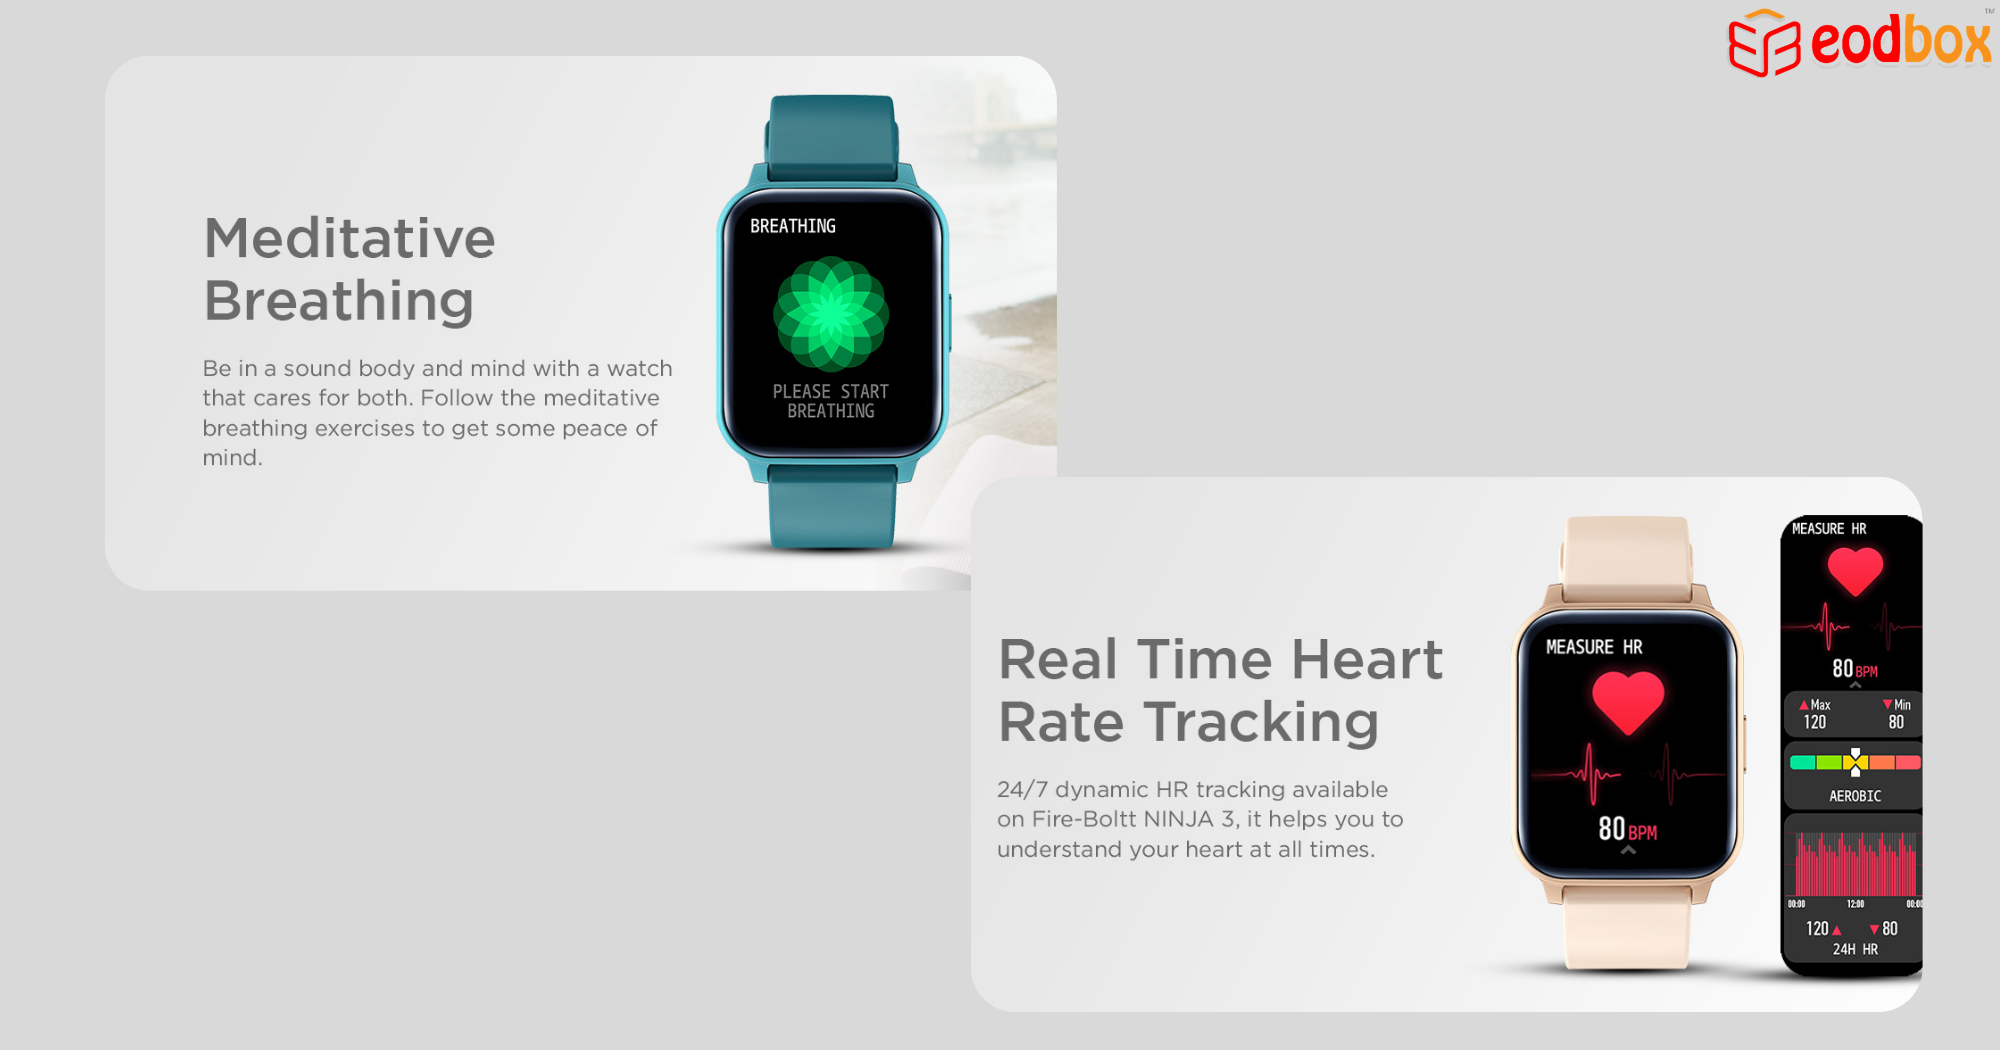 eodbox
TM
Meditative
Breathing
Be in a sound body and mind with a watch
that cares for both. Follow the meditative
breathing exercises to get some peace of
mind.
BREATHING
PLEASE START
BREATHING
Real Time Heart
Rate Tracking
24/7 dynamic HR tracking available
on Fire-Boltt NINJA 3, it helps you to
understand your heart at all times.
MEASURE HR
80 BPM
MEASURE HR
80 BPM
▲Max ▼Min
120 80
AEROBIC
00:00 12:00 00:00
120▲ ▼80
24H HR